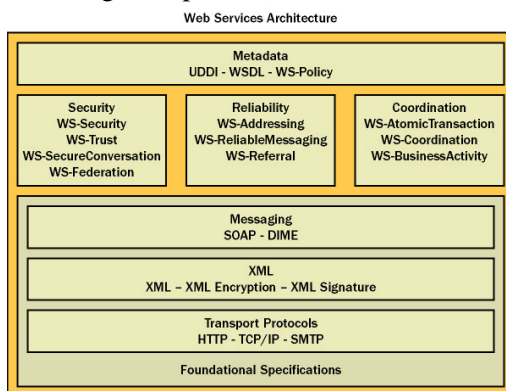 Web Services Architecture
Metadata
UDDI - WSDL - WS-Policy
Security
WS-Security
WS-Trust
WS-SecureConversation
WS-Federation
Reliability
WS-Addressing
WS-ReliableMessaging
WS-Referral
Coordination
WS-AtomicTransaction
WS-Coordination
WS-BusinessActivity
Messaging
SOAP - DIME
XML
XML – XML Encryption – XML Signature
Transport Protocols
HTTP - TCP/IP - SMTP
Foundational Specifications